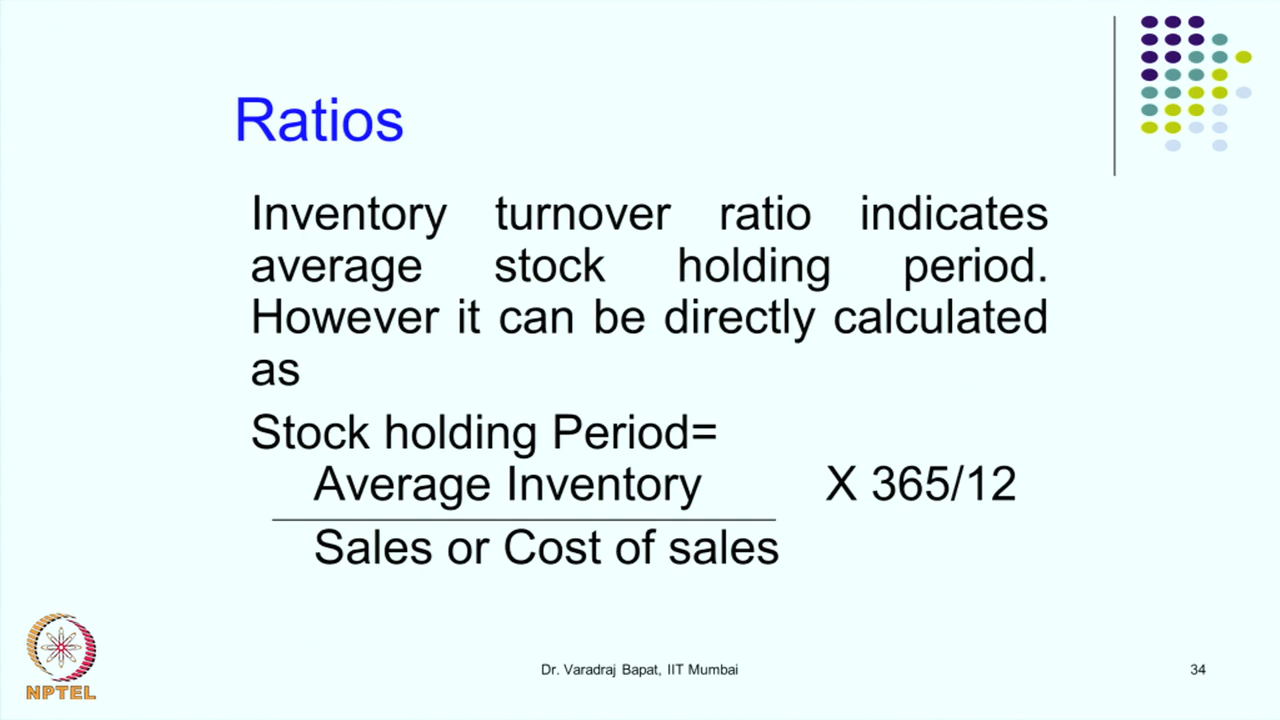 Ratios
Inventory turnover ratio indicates
average stock holding period.
However it can be directly calculated
as
Stock holding Period=
Average Inventory X 365/12
Sales or Cost of sales
NPTEL
Dr. Varadraj Bapat, IIT Mumbai
34